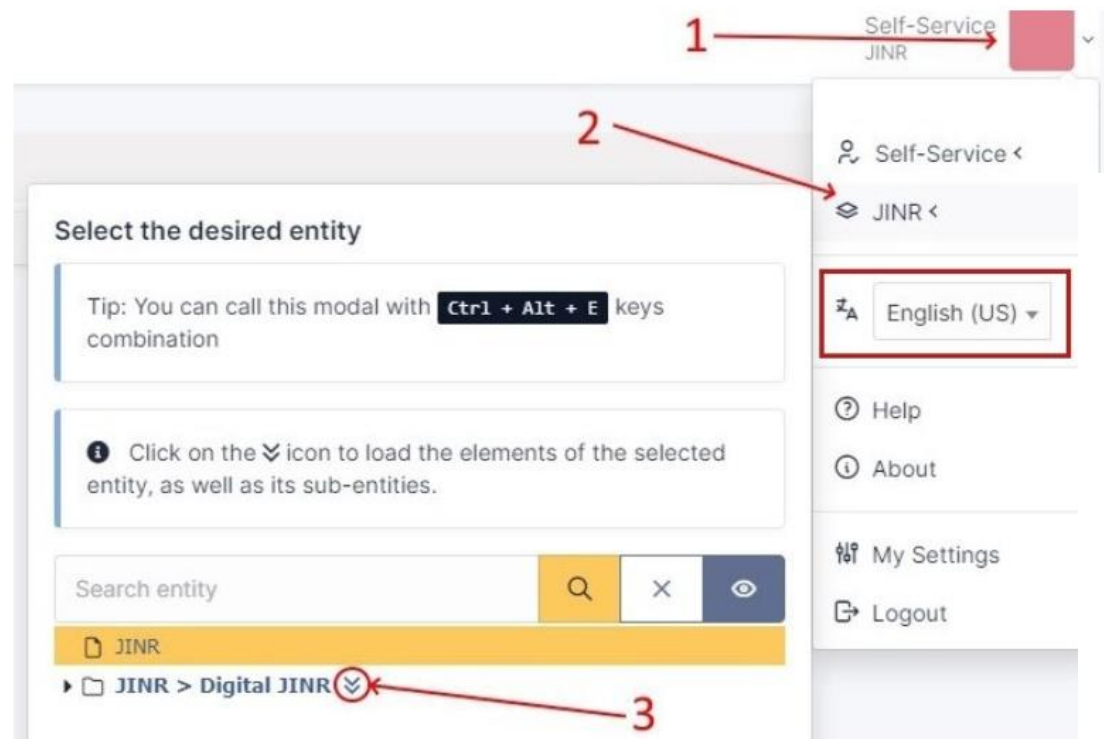 1
Self-Service
JINR
2
Self-Service
JINR
English (US)
Help
About
My Settings
Logout
Select the desired entity
Tip: You can call this modal with Ctrl + Alt + E keys
combination
Click on the icon to load the elements of the selected
entity, as well as its sub-entities.
Search entity
JINR
JINR > Digital JINR
3